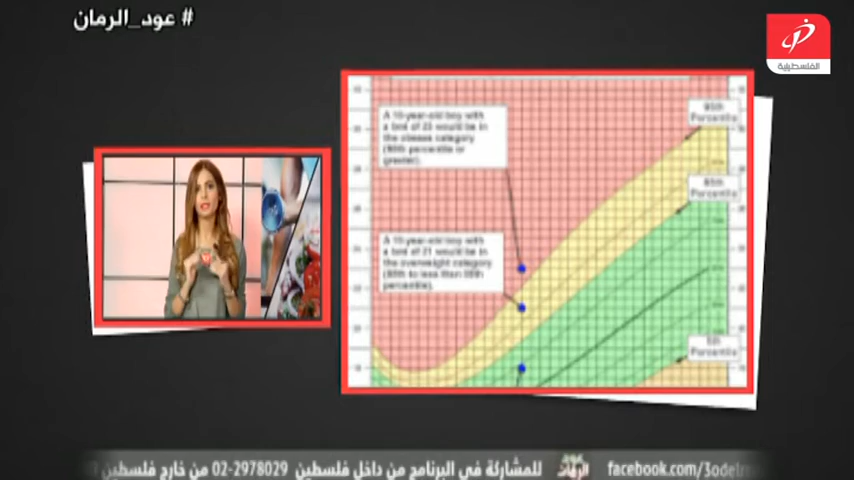 # عود_الرمان
الفلسطينية
95th
Percentile
A 10-year-old boy with
a bmi of 23 would be in
the obese category
(95th percentile or
greater).
85th
Percentile
A 10-year-old boy with
a bmi of 21 would be in
the overweight category
(85th to less than 95th
percentile).
5th
Percentile
للمشاركة في البرنامج من داخل فلسطين 02-2978029 من خارج فلسطين
facebook.com/3odelr